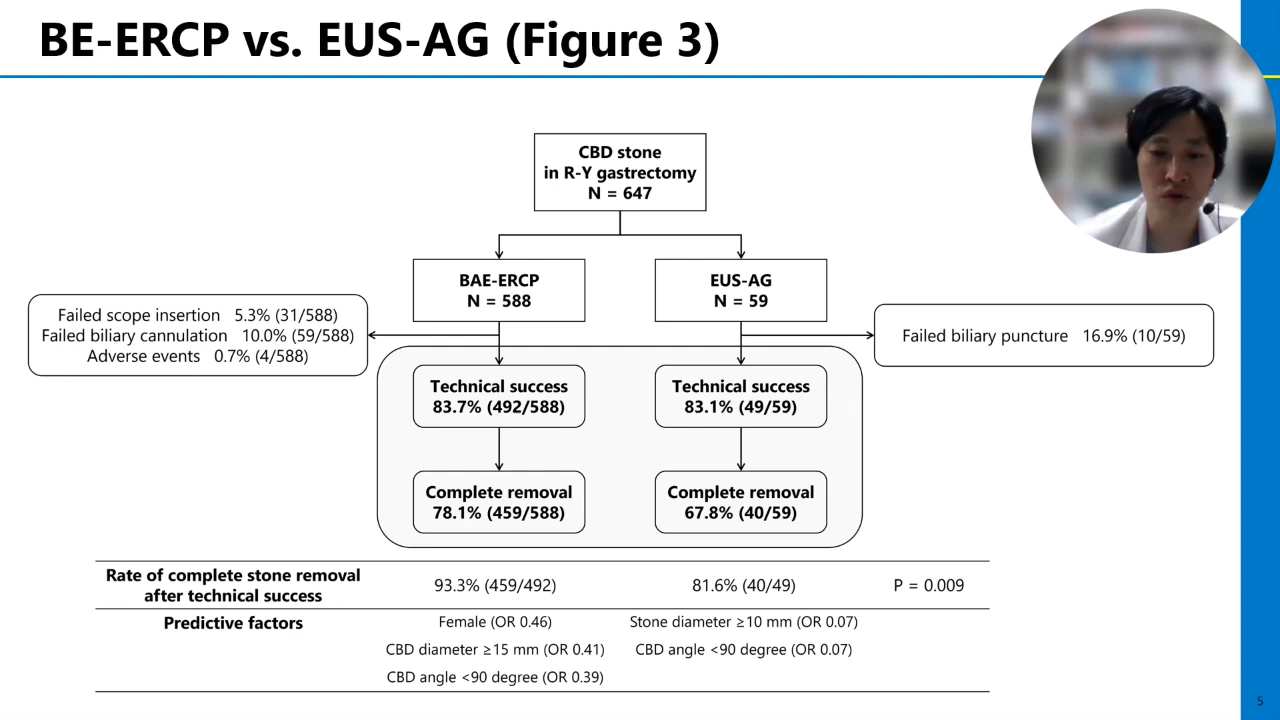 BE-ERCP vs. EUS-AG (Figure 3)
CBD stone
in R-Y gastrectomy
N = 647
BAE-ERCP
N = 588
EUS-AG
N = 59
Failed scope insertion 5.3% (31/588)
Failed biliary cannulation 10.0% (59/588)
Adverse events 0.7% (4/588)
Failed biliary puncture 16.9% (10/59)
Technical success
83.7% (492/588)
Technical success
83.1% (49/59)
Complete removal
78.1% (459/588)
Complete removal
67.8% (40/59)
Rate of complete stone removal
after technical success
93.3% (459/492)
81.6% (40/49)
P = 0.009
Predictive factors
Female (OR 0.46)
CBD diameter ≥15 mm (OR 0.41)
CBD angle <90 degree (OR 0.39)
Stone diameter ≥10 mm (OR 0.07)
CBD angle <90 degree (OR 0.07)
5